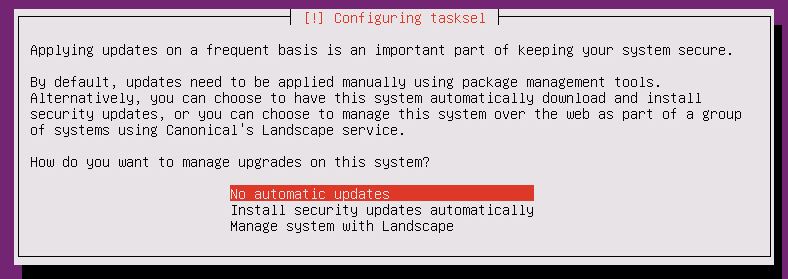 [!] Configuring tasksel
Applying updates on a frequent basis is an important part of keeping your system secure.
By default, updates need to be applied manually using package management tools.
Alternatively, you can choose to have this system automatically download and install
security updates, or you can choose to manage this system over the web as part of a group
of systems using Canonical's Landscape service.
How do you want to manage upgrades on this system?
No automatic updates
Install security updates automatically
Manage system with Landscape